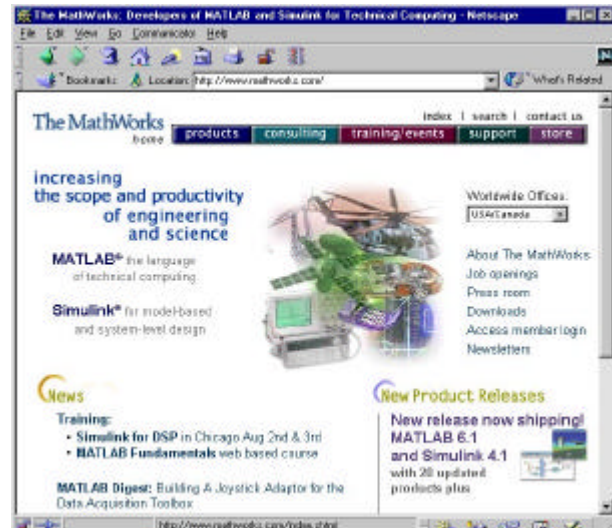 The MathWorks: Developers of MATLAB and Simulink for Technical Computing - Netscape
File Edit View Go Communicator Help
Bookmarks Location: http://www.mathworks.com/ What's Related
index | search | contact us
The MathWorks
home
products consulting training/events support store
increasing
the scope and productivity
of engineering
and science
MATLAB® the language
of technical computing
Simulink® for model-based
and system-level design
Worldwide Offices:
USA/Canada
About The MathWorks
Job openings
Press room
Downloads
Access member login
Newsletters
News
Training:
• Simulink for DSP in Chicago Aug 2nd & 3rd
• MATLAB Fundamentals web based course
MATLAB Digest: Building A Joystick Adaptor for the
Data Acquisition Toolbox
New Product Releases
New release now shipping!
MATLAB 6.1
and Simulink 4.1
with 20 updated
products plus
http://www.mathworks.com/index.shtml